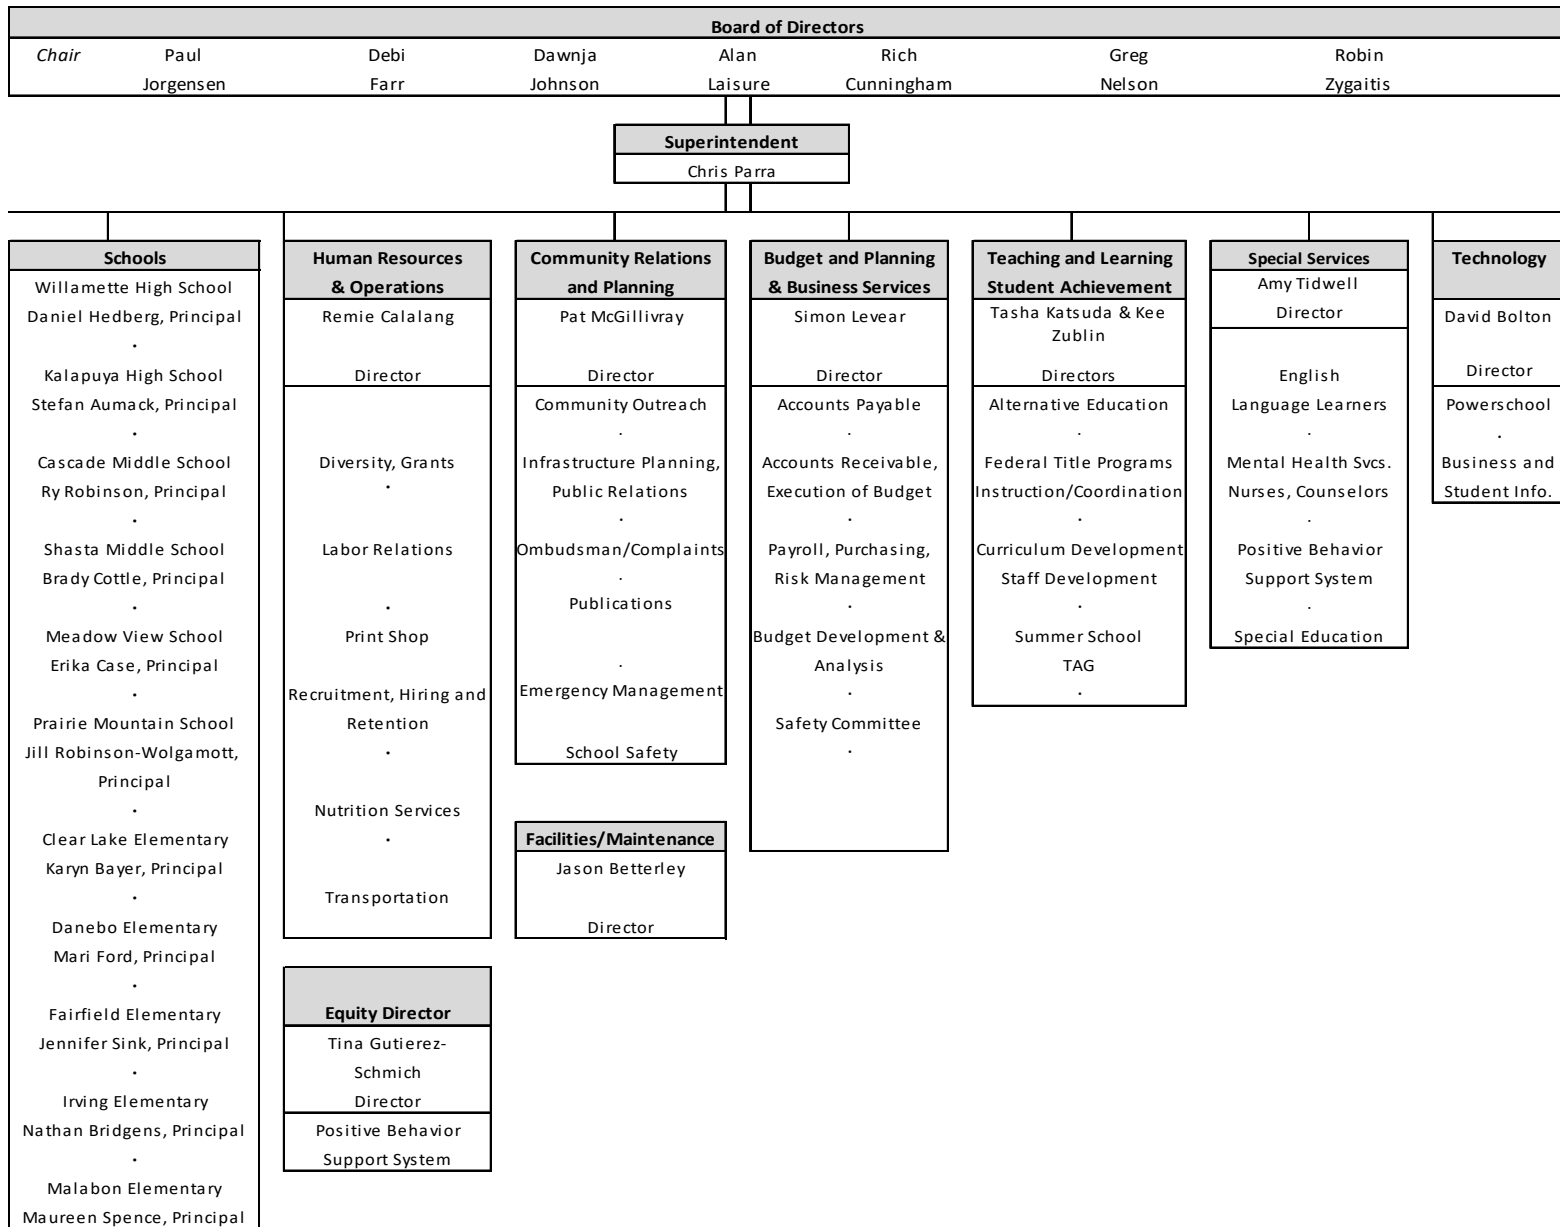 Board of Directors
Chair Paul Debi Dawnja Alan Rich Greg Robin
Jorgensen Farr Johnson Laisure Cunningham Nelson Zygaitis
Superintendent
Chris Parra
Schools
Willamette High School
Daniel Hedberg, Principal
.
Kalapuya High School
Stefan Aumack, Principal
.
Cascade Middle School
Ry Robinson, Principal
.
Shasta Middle School
Brady Cottle, Principal
.
Meadow View School
Erika Case, Principal
.
Prairie Mountain School
Jill Robinson-Wolgamott,
Principal
.
Clear Lake Elementary
Karyn Bayer, Principal
.
Danebo Elementary
Mari Ford, Principal
.
Fairfield Elementary
Jennifer Sink, Principal
.
Irving Elementary
Nathan Bridgens, Principal
.
Malabon Elementary
Maureen Spence, Principal
Human Resources
& Operations
Remie Calalang
Director
Diversity, Grants
.
Labor Relations
.
Print Shop
Recruitment, Hiring and
Retention
.
Nutrition Services
.
Transportation
Equity Director
Tina Gutierez-
Schmich
Director
Positive Behavior
Support System
Community Relations
and Planning
Pat McGillivray
Director
Community Outreach
.
Infrastructure Planning,
Public Relations
.
Ombudsman/Complaints
.
Publications
.
Emergency Management
School Safety
Facilities/Maintenance
Jason Betterley
Director
Budget and Planning
& Business Services
Simon Levear
Director
Accounts Payable
.
Accounts Receivable,
Execution of Budget
.
Payroll, Purchasing,
Risk Management
.
Budget Development &
Analysis
.
Safety Committee
.
Teaching and Learning
Student Achievement
Tasha Katsuda & Kee
Zublin
Directors
Alternative Education
.
Federal Title Programs
Instruction/Coordination
.
Curriculum Development
Staff Development
.
Summer School
TAG
.
Special Services
Amy Tidwell
Director
English
Language Learners
.
Mental Health Svcs.
Nurses, Counselors
.
Positive Behavior
Support System
.
Special Education
Technology
David Bolton
Director
Powerschool
.
Business and
Student Info.